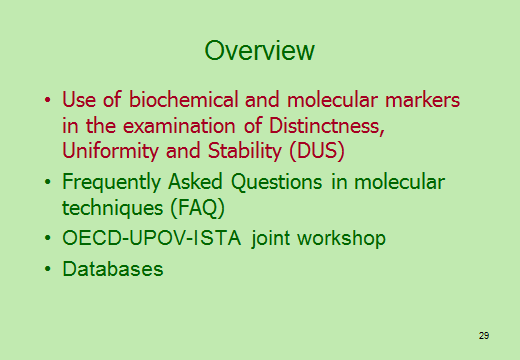 Overview
• Use of biochemical and molecular markers
in the examination of Distinctness,
Uniformity and Stability (DUS)
• Frequently Asked Questions in molecular
techniques (FAQ)
• OECD-UPOV-ISTA joint workshop
• Databases
29